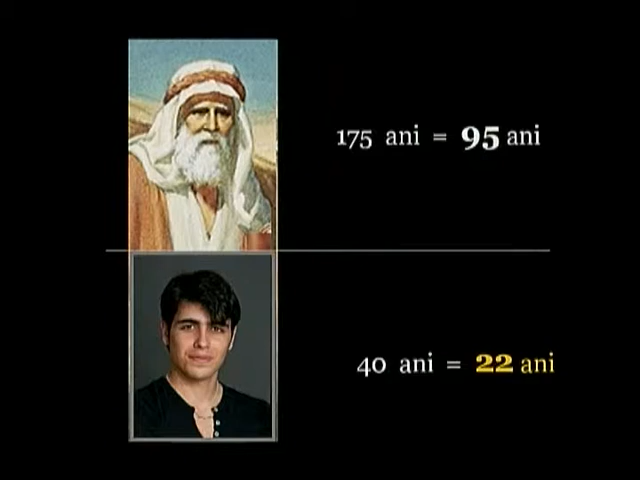 175 ani = 95 ani
40 ani = 22 ani